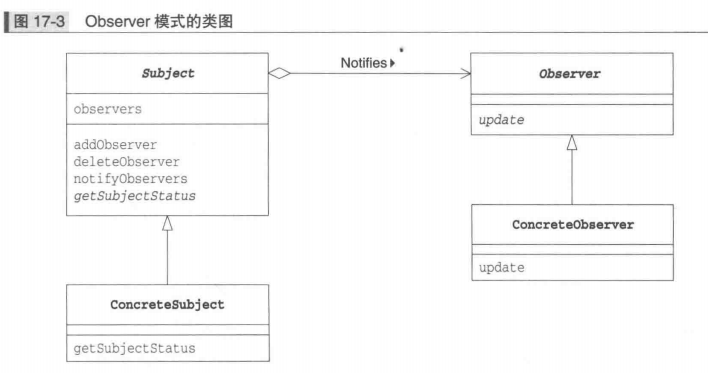 图 17-3 Observer 模式的类图
Subject
observers
addObserver
deleteObserver
notifyObservers
getSubjectStatus
Notifies
*
Observer
update
ConcreteObserver
update
ConcreteSubject
getSubjectStatus